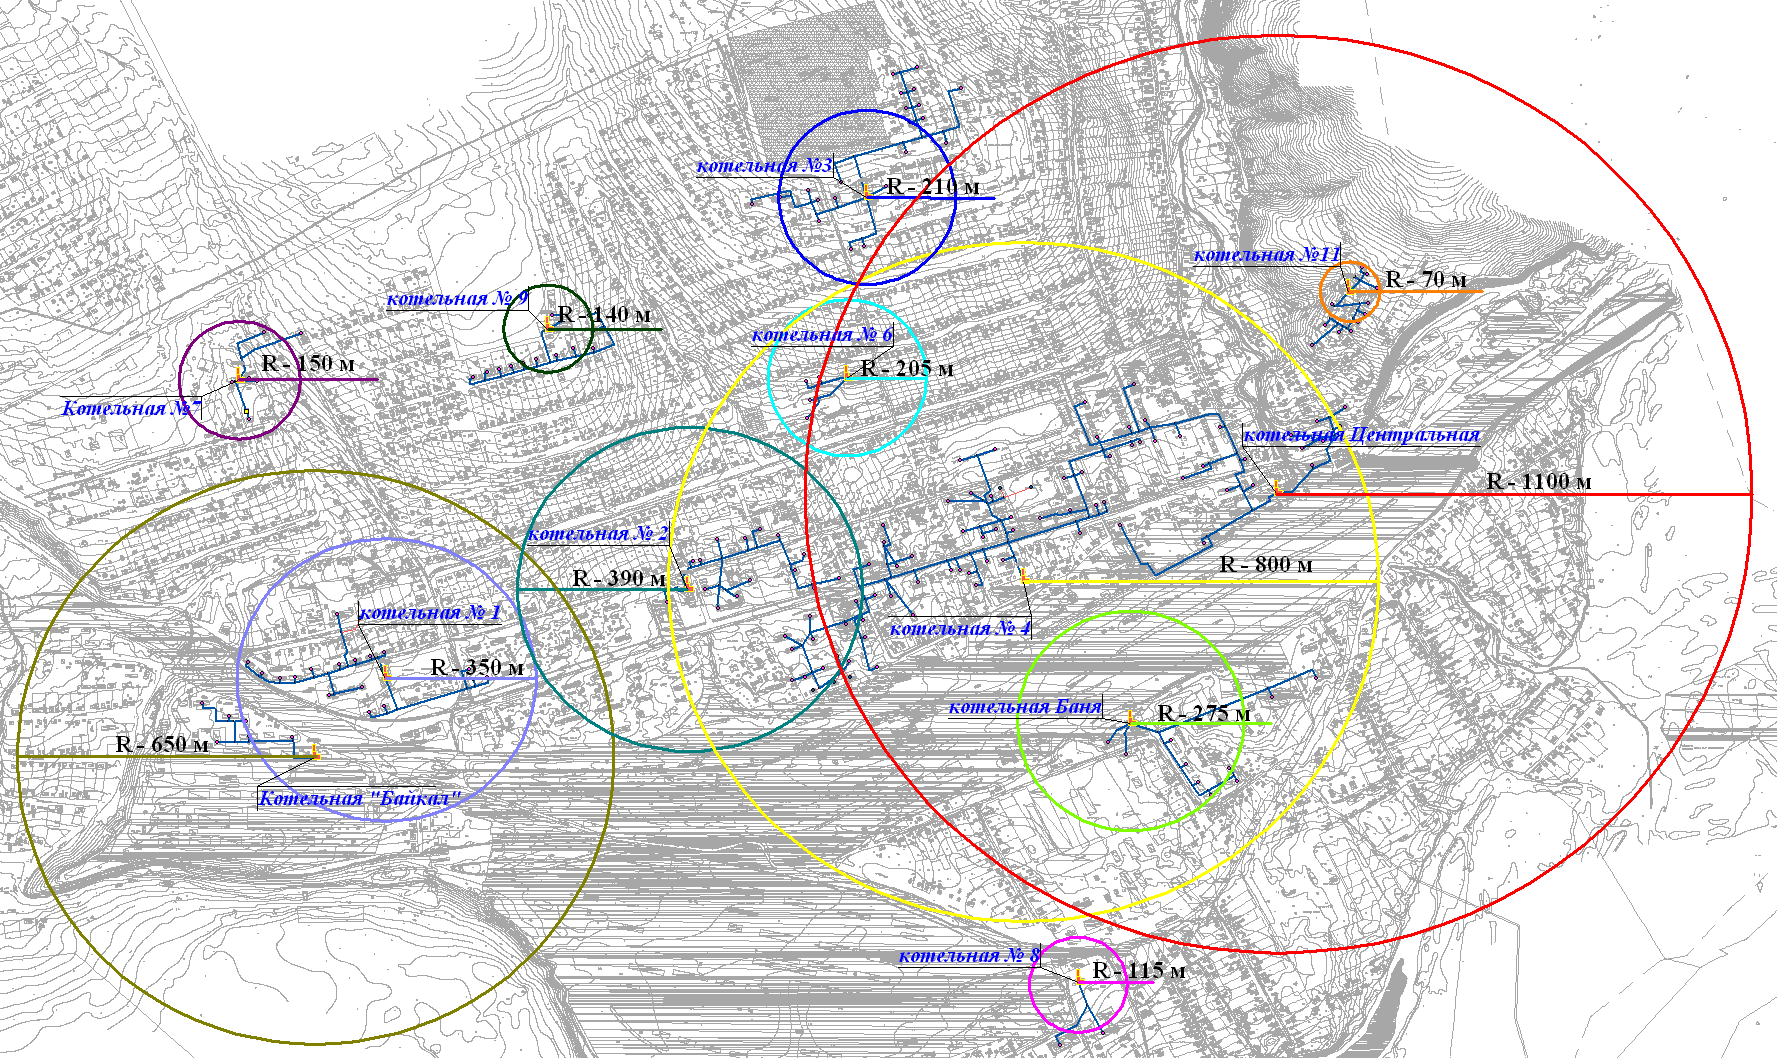 котельная №3
R - 210 м
котельная №11
R - 70 м
котельная № 9
R - 140 м
котельная № 6
R - 205 м
R - 150 м
Котельная №7
котельная Центральная
R - 1100 м
котельная № 2
R - 390 м
R - 800 м
котельная № 4
котельная № 1
R - 350 м
котельная Баня
R - 275 м
R - 650 м
Котельная "Байкал"
котельная № 8
R - 115 м